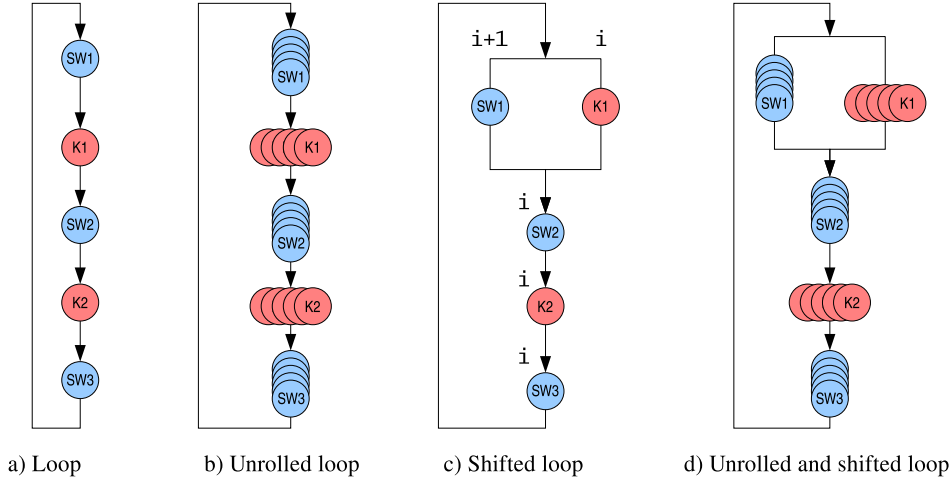 SW1
K1
SW2
K2
SW3
a) Loop
SW1
K1
SW2
K2
SW3
b) Unrolled loop
i+1 i
SW1 K1
i
SW2
i
K2
i
SW3
c) Shifted loop
SW1 K1
SW2
K2
SW3
d) Unrolled and shifted loop